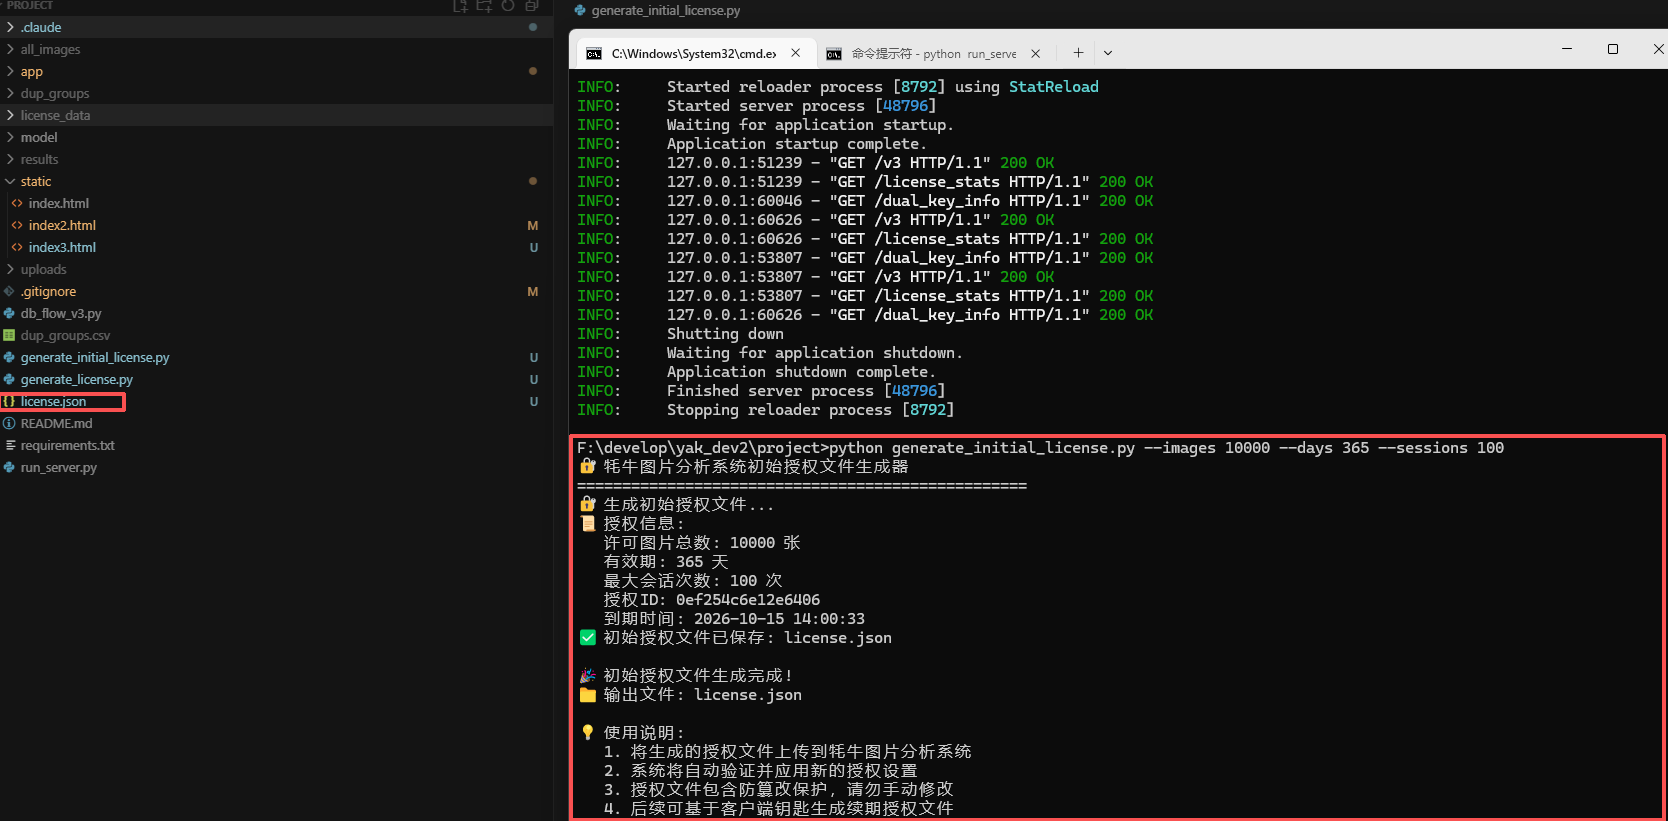 PROJECT
.claude
all_images
app
dup_groups
license_data
model
results
static
index.html
index2.html M
index3.html U
uploads
.gitignore M
db_flow_v3.py
dup_groups.csv
generate_initial_license.py U
generate_license.py U
license.json U
README.md
requirements.txt
run_server.py
generate_initial_license.py
C:\Windows\System32\cmd.ex
命令提示符 - python run_serve
INFO: Started reloader process [8792] using StatReload
INFO: Started server process [48796]
INFO: Waiting for application startup.
INFO: Application startup complete.
INFO: 127.0.0.1:51239 - "GET /v3 HTTP/1.1" 200 OK
INFO: 127.0.0.1:51239 - "GET /license_stats HTTP/1.1" 200 OK
INFO: 127.0.0.1:60046 - "GET /dual_key_info HTTP/1.1" 200 OK
INFO: 127.0.0.1:60626 - "GET /v3 HTTP/1.1" 200 OK
INFO: 127.0.0.1:60626 - "GET /license_stats HTTP/1.1" 200 OK
INFO: 127.0.0.1:53807 - "GET /dual_key_info HTTP/1.1" 200 OK
INFO: 127.0.0.1:53807 - "GET /v3 HTTP/1.1" 200 OK
INFO: 127.0.0.1:53807 - "GET /license_stats HTTP/1.1" 200 OK
INFO: 127.0.0.1:60626 - "GET /dual_key_info HTTP/1.1" 200 OK
INFO: Shutting down
INFO: Waiting for application shutdown.
INFO: Application shutdown complete.
INFO: Finished server process [48796]
INFO: Stopping reloader process [8792]
F:\develop\yak_dev2\project>python generate_initial_license.py --images 10000 --days 365 --sessions 100
🔐 牦牛图片分析系统初始授权文件生成器
==================================================
🔐 生成初始授权文件...
📜 授权信息:
许可图片总数: 10000 张
有效期: 365 天
最大会话次数: 100 次
授权ID: 0ef254c6e12e6406
到期时间: 2026-10-15 14:00:33
✅ 初始授权文件已保存: license.json
🎉 初始授权文件生成完成!
📁 输出文件: license.json
💡 使用说明:
1. 将生成的授权文件上传到牦牛图片分析系统
2. 系统将自动验证并应用新的授权设置
3. 授权文件包含防篡改保护，请勿手动修改
4. 后续可基于客户端钥匙生成续期授权文件